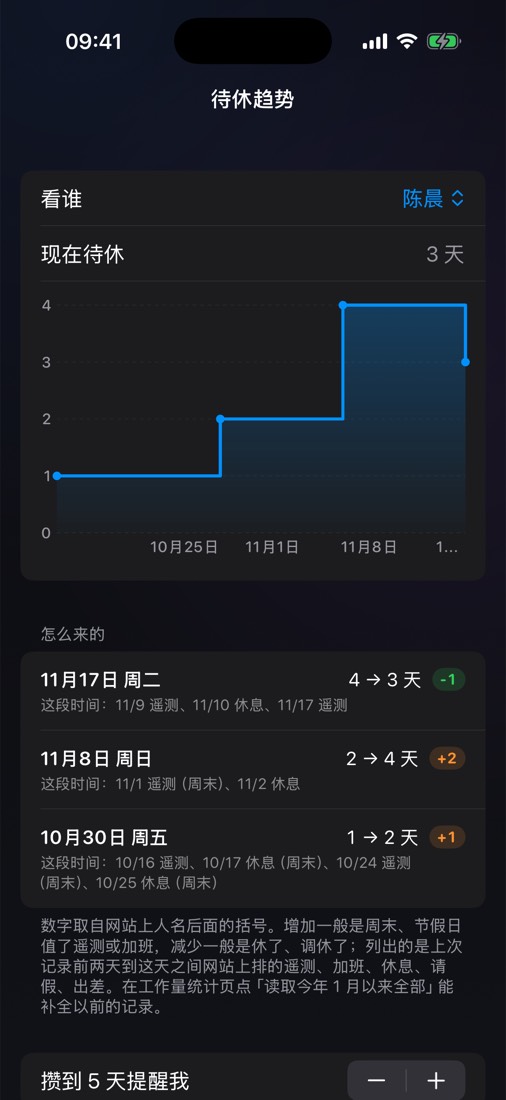 09:41
待休趋势
看谁 陈晨
现在待休 3 天
4
3
2
1
0
10月25日 11月1日 11月8日 1...
怎么来的
11月17日 周二 4 → 3 天 -1
这段时间：11/9 遥测、11/10 休息、11/17 遥测
11月8日 周日 2 → 4 天 +2
这段时间：11/1 遥测（周末）、11/2 休息
10月30日 周五 1 → 2 天 +1
这段时间：10/16 遥测、10/17 休息（周末）、10/24 遥测
（周末）、10/25 休息（周末）
数字取自网站上人名后面的括号。增加一般是周末、节假日
值了遥测或加班，减少一般是休了、调休了；列出的是上次
记录前两天到这天之间网站上排的遥测、加班、休息、请
假、出差。在工作量统计页点「读取今年 1 月以来全部」能
补全以前的记录。
攒到 5 天提醒我 − +